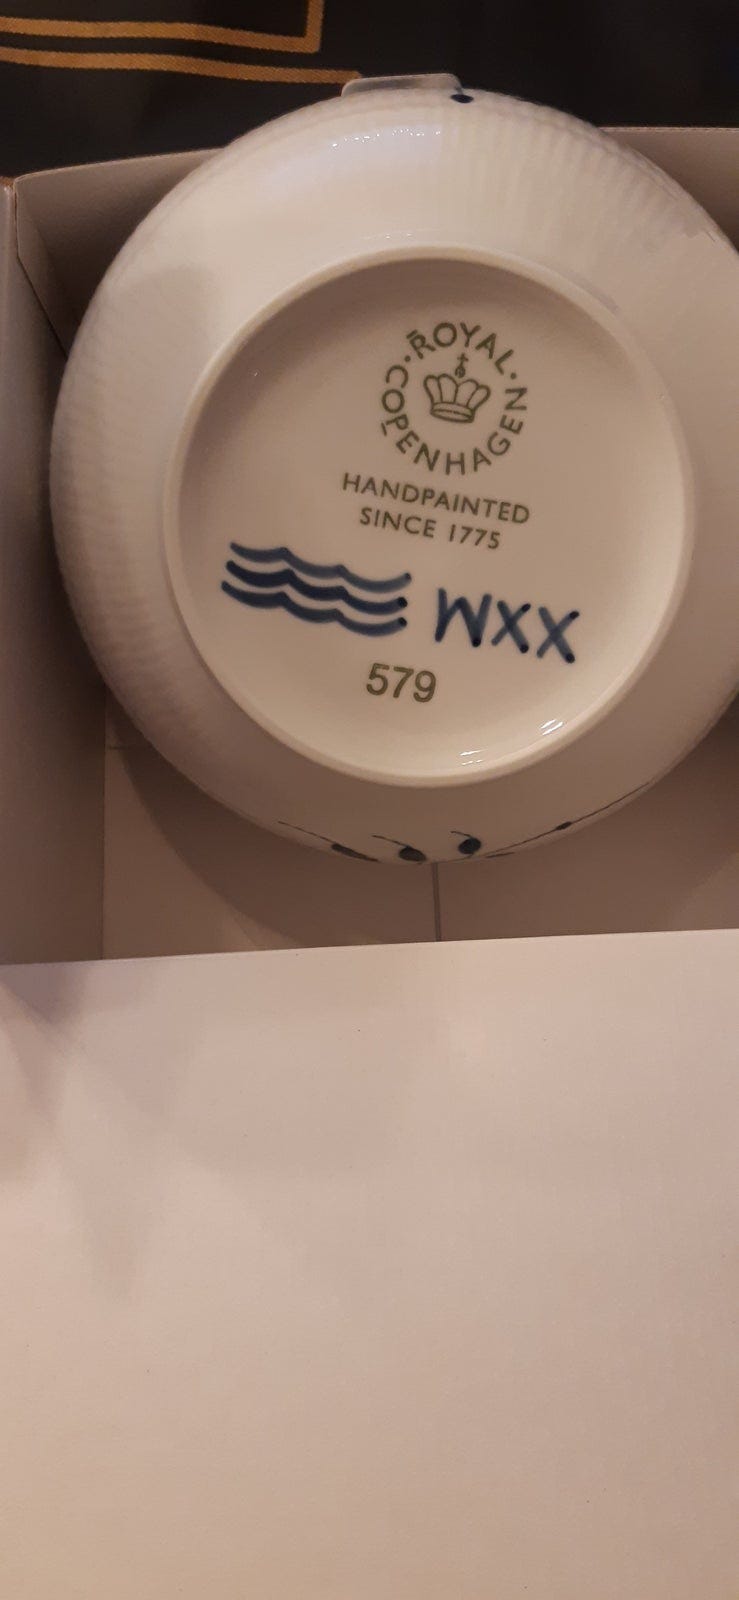 ROYAL · COPENHAGEN ·
HANDPAINTED
SINCE 1775
WXX
579